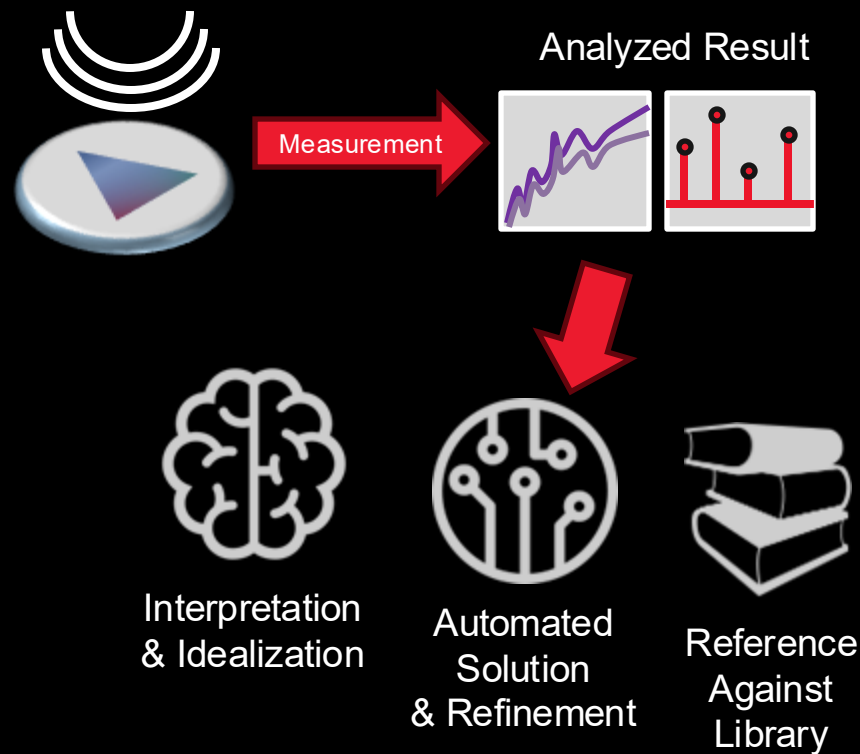 Analyzed Result
Measurement
Interpretation
& Idealization
Automated
Solution
& Refinement
Reference
Against
Library